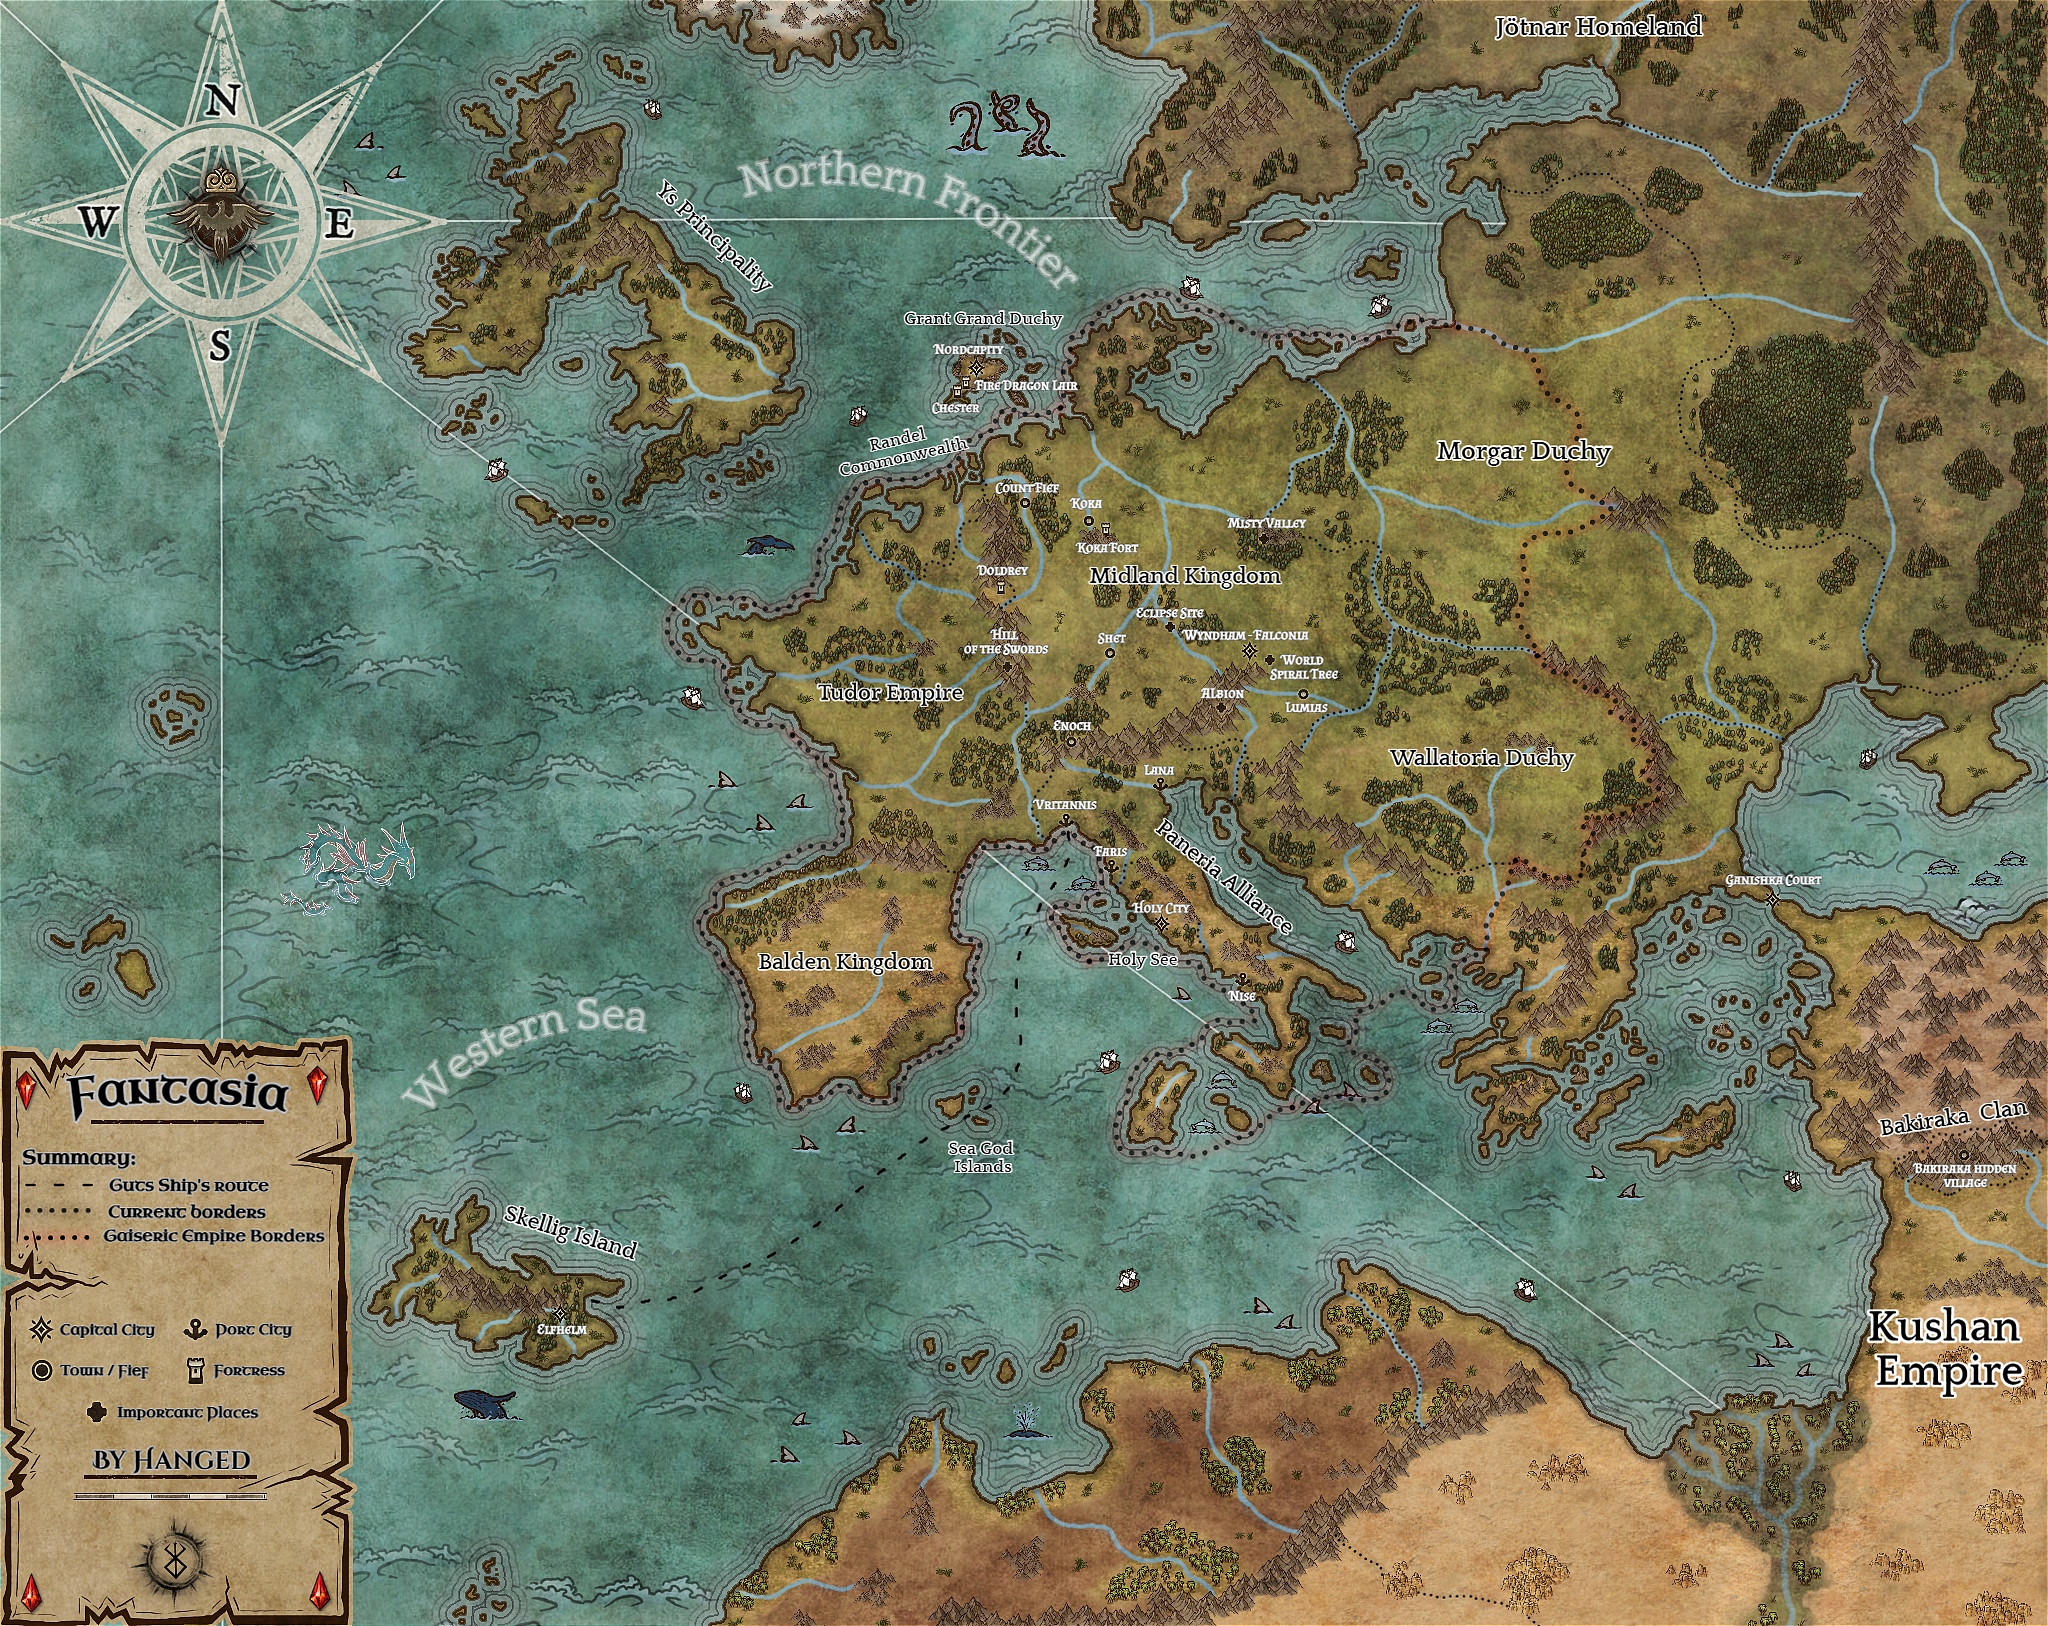 Jötnar Homeland
N
W
E
S
Northern Frontier
Ys Principality
Grant Grand Duchy
Nordcapity
Fire Dragon Lair
Chester
Randel
Commonwealth
Morgar Duchy
Count Fief
Koka
Koka Fort
Misty Valley
Doldrey
Midland Kingdom
Eclipse Site
Hill
of the Swords
Shet
Wyndham - Falconia
World
Spiral Tree
Tudor Empire
Albion
Lumias
Enoch
Wallatoria Duchy
Lana
Vritannis
Paneria Alliance
Faris
Ganishka Court
Holy City
Balden Kingdom
Holy See
Nise
Western Sea
Fantasia
Summary:
Guts Ship's route
Current borders
Gaiseric Empire Borders
Capital City
Port City
Town / Fief
Fortress
Important Places
by Hanged
Sea God
Islands
Bakiraka Clan
Bakiraka hidden
village
Skellig Island
Elfhelm
Kushan
Empire